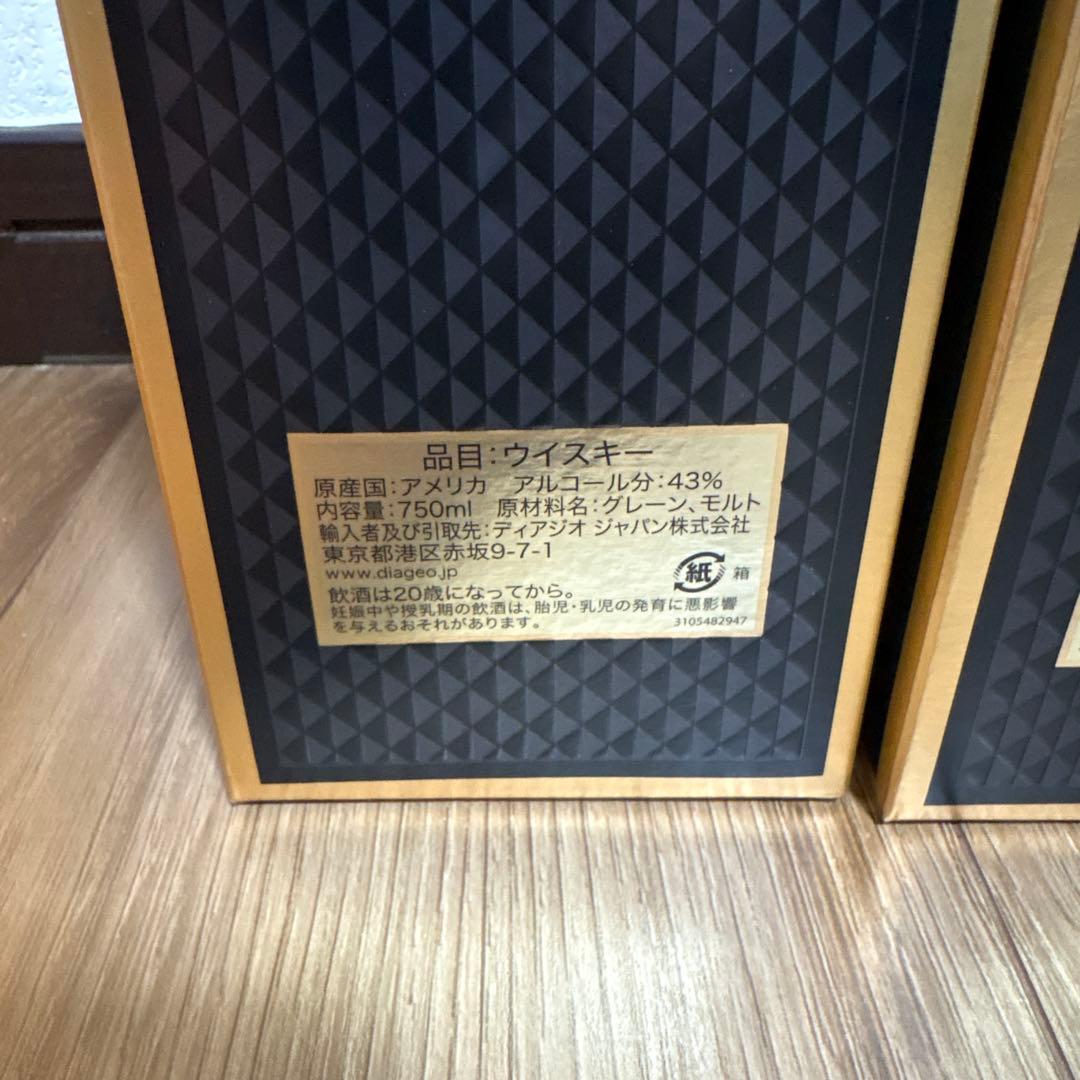 品目：ウイスキー
原産国：アメリカ　アルコール分：43%
内容量：750ml　原材料名：グレーン、モルト
輸入者及び引取先：ディアジオ ジャパン株式会社
東京都港区赤坂9-7-1
www.diageo.jp
紙 箱
飲酒は20歳になってから。
妊娠中や授乳期の飲酒は、胎児・乳児の発育に悪影響
を与えるおそれがあります。
3105482947